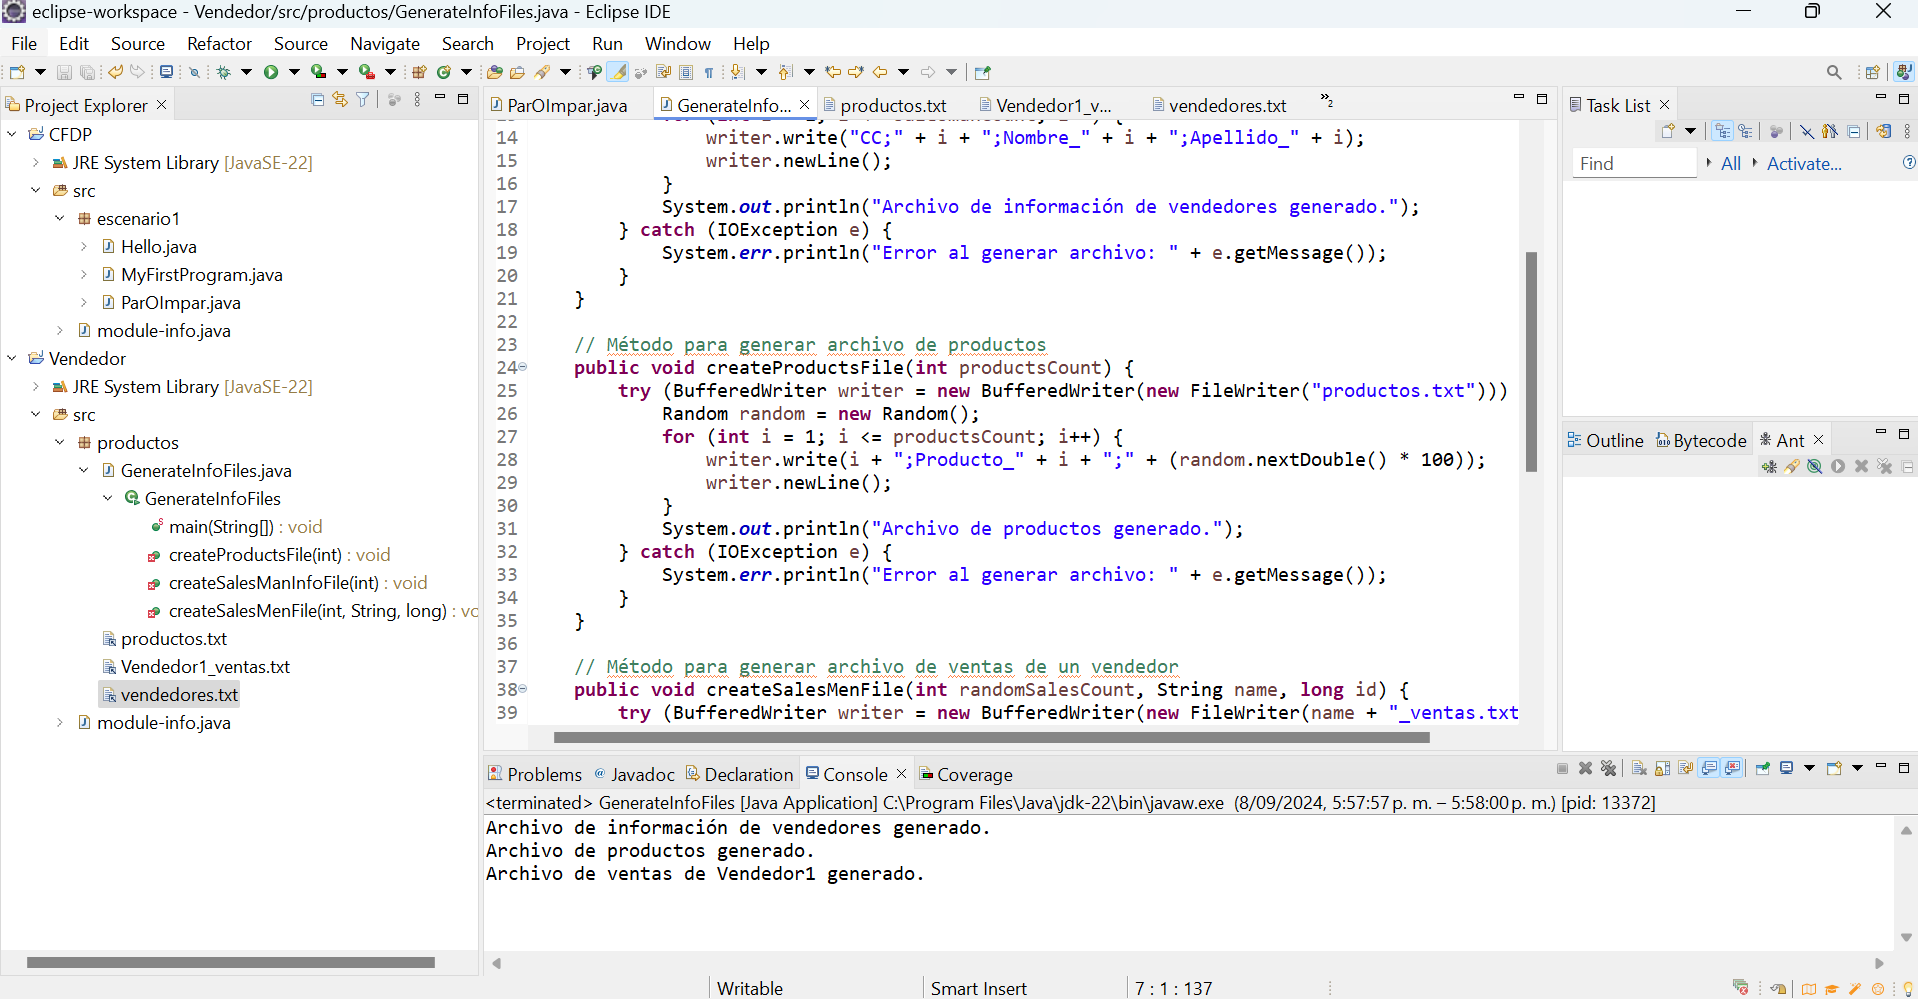 eclipse-workspace - Vendedor/src/productos/GenerateInfoFiles.java - Eclipse IDE
File Edit Source Refactor Source Navigate Search Project Run Window Help
Project Explorer
CFDP
JRE System Library [JavaSE-22]
src
escenario1
Hello.java
MyFirstProgram.java
ParOImpar.java
module-info.java
Vendedor
JRE System Library [JavaSE-22]
src
productos
GenerateInfoFiles.java
GenerateInfoFiles
main(String[]) : void
createProductsFile(int) : void
createSalesManInfoFile(int) : void
createSalesMenFile(int, String, long) : vo
productos.txt
Vendedor1_ventas.txt
vendedores.txt
module-info.java
ParOImpar.java GenerateInfo... productos.txt Vendedor1_v... vendedores.txt »2
14 writer.write("CC;" + i + ";Nombre_" + i + ";Apellido_" + i);
15 writer.newLine();
16 }
17 System.out.println("Archivo de información de vendedores generado.");
18 } catch (IOException e) {
19 System.err.println("Error al generar archivo: " + e.getMessage());
20 }
21 }
22
23 // Método para generar archivo de productos
24 public void createProductsFile(int productsCount) {
25 try (BufferedWriter writer = new BufferedWriter(new FileWriter("productos.txt")))
26 Random random = new Random();
27 for (int i = 1; i <= productsCount; i++) {
28 writer.write(i + ";Producto_" + i + ";" + (random.nextDouble() * 100));
29 writer.newLine();
30 }
31 System.out.println("Archivo de productos generado.");
32 } catch (IOException e) {
33 System.err.println("Error al generar archivo: " + e.getMessage());
34 }
35 }
36
37 // Método para generar archivo de ventas de un vendedor
38 public void createSalesMenFile(int randomSalesCount, String name, long id) {
39 try (BufferedWriter writer = new BufferedWriter(new FileWriter(name + "_ventas.txt
Task List
Find All Activate...
Outline Bytecode Ant
Problems Javadoc Declaration Console Coverage
<terminated> GenerateInfoFiles [Java Application] C:\Program Files\Java\jdk-22\bin\javaw.exe (8/09/2024, 5:57:57 p. m. – 5:58:00 p. m.) [pid: 13372]
Archivo de información de vendedores generado.
Archivo de productos generado.
Archivo de ventas de Vendedor1 generado.
Writable Smart Insert 7 : 1 : 137